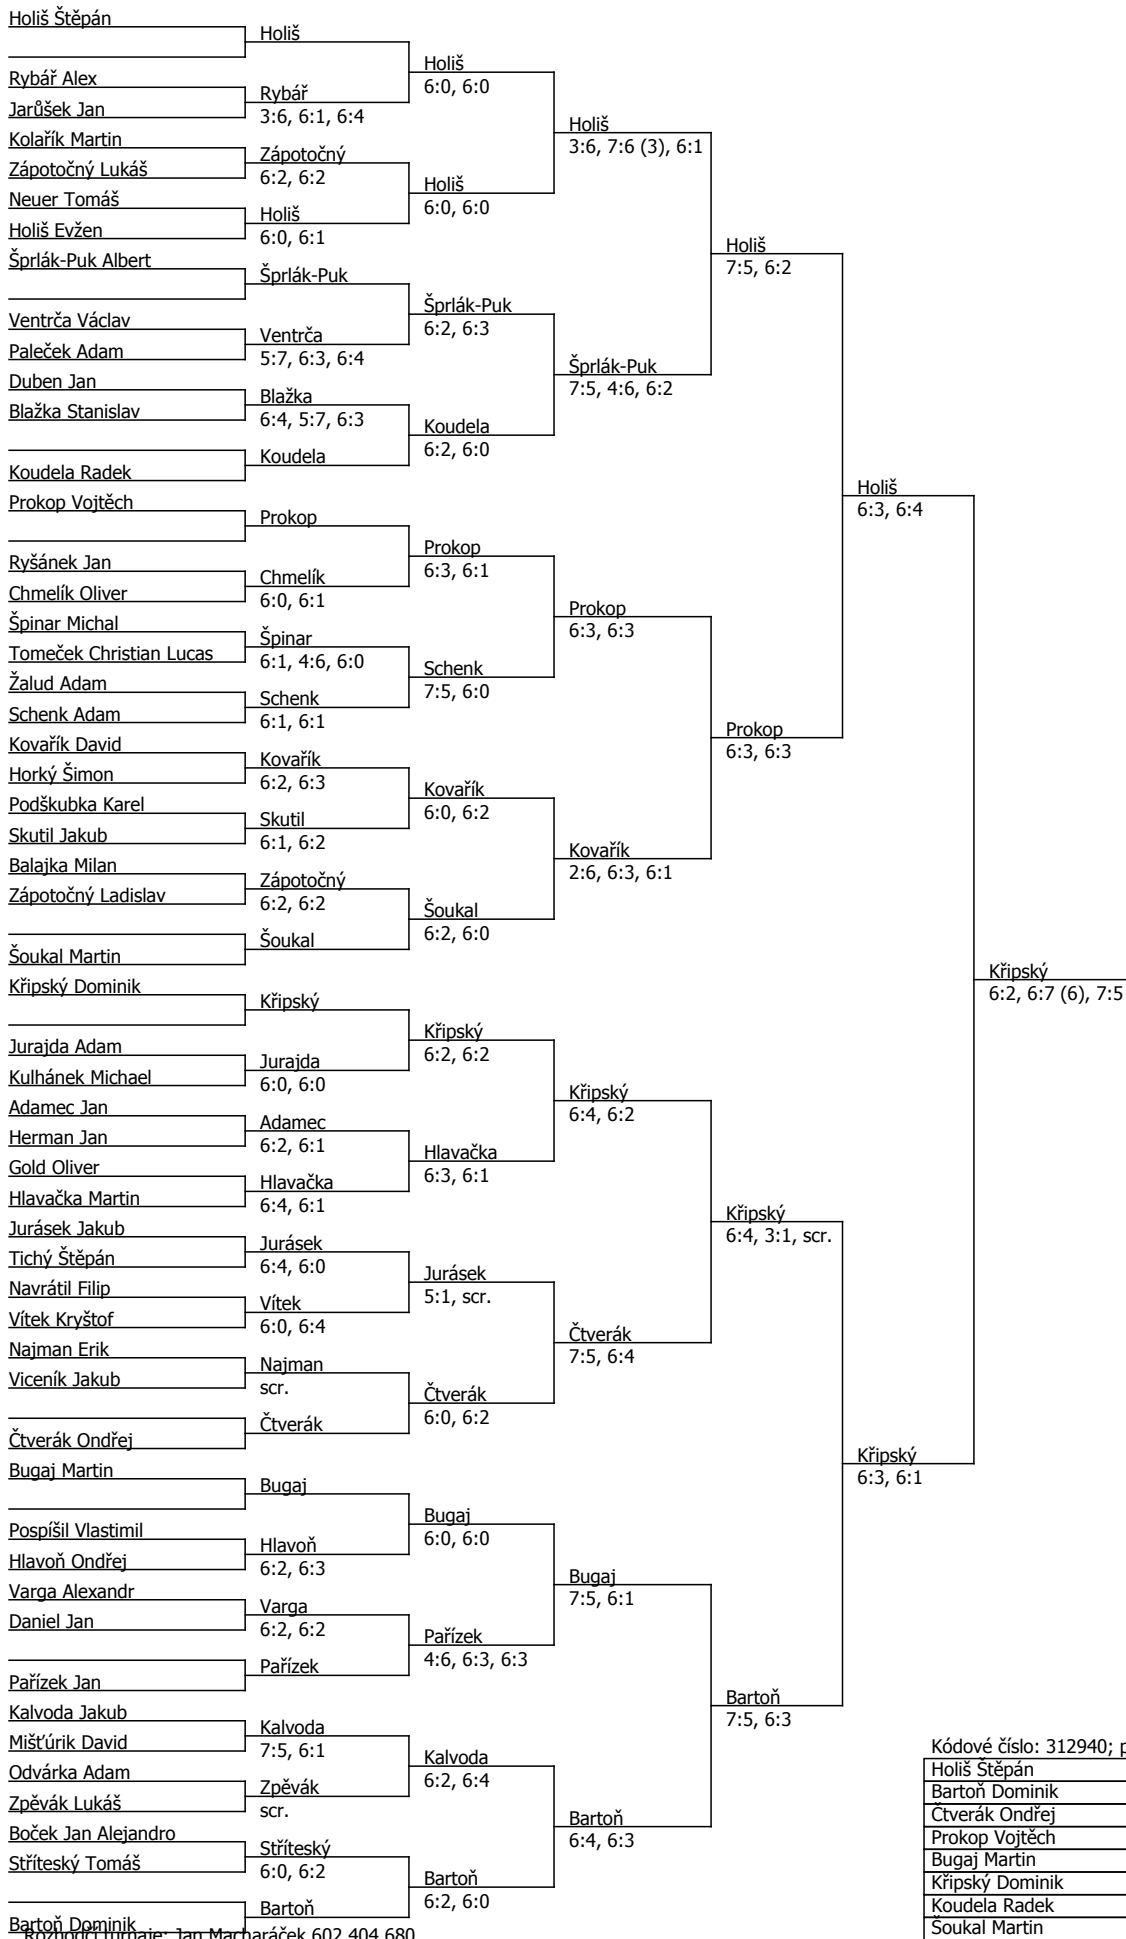 Holiš Štěpán
Rybář Alex
Jarůšek Jan
Kolařík Martin
Zápotočný Lukáš
Neuer Tomáš
Holiš Evžen
Šprlák-Puk Albert
Ventrča Václav
Paleček Adam
Duben Jan
Blažka Stanislav
Koudela Radek
Prokop Vojtěch
Ryšánek Jan
Chmelík Oliver
Špinar Michal
Tomeček Christian Lucas
Žalud Adam
Schenk Adam
Kovařík David
Horký Šimon
Podškubka Karel
Skutil Jakub
Balajka Milan
Zápotočný Ladislav
Šoukal Martin
Křipský Dominik
Jurajda Adam
Kulhánek Michael
Adamec Jan
Herman Jan
Gold Oliver
Hlavačka Martin
Jurásek Jakub
Tichý Štěpán
Navrátil Filip
Vítek Kryštof
Najman Erik
Viceník Jakub
Čtverák Ondřej
Bugaj Martin
Pospíšil Vlastimil
Hlavoň Ondřej
Varga Alexandr
Daniel Jan
Pařízek Jan
Kalvoda Jakub
Mišťúrik David
Odvárka Adam
Zpěvák Lukáš
Boček Jan Alejandro
Stříteský Tomáš
Bartoň Dominik
Rozhodčí turnaje: Jan Macharáček 602 404 680
Holiš
Rybář
3:6, 6:1, 6:4
Zápotočný
6:2, 6:2
Holiš
6:0, 6:1
Šprlák-Puk
Ventrča
5:7, 6:3, 6:4
Blažka
6:4, 5:7, 6:3
Koudela
Prokop
Chmelík
6:0, 6:1
Špinar
6:1, 4:6, 6:0
Schenk
6:1, 6:1
Kovařík
6:2, 6:3
Skutil
6:1, 6:2
Zápotočný
6:2, 6:2
Šoukal
Křipský
Jurajda
6:0, 6:0
Adamec
6:2, 6:1
Hlavačka
6:4, 6:1
Jurásek
6:4, 6:0
Vítek
6:0, 6:4
Najman
scr.
Čtverák
Bugaj
Hlavoň
6:2, 6:3
Varga
6:2, 6:2
Pařízek
Kalvoda
7:5, 6:1
Zpěvák
scr.
Stříteský
6:0, 6:2
Bartoň
Holiš
6:0, 6:0
Holiš
6:0, 6:0
Šprlák-Puk
6:2, 6:3
Koudela
6:2, 6:0
Prokop
6:3, 6:1
Schenk
7:5, 6:0
Kovařík
6:0, 6:2
Šoukal
6:2, 6:0
Křipský
6:2, 6:2
Hlavačka
6:3, 6:1
Jurásek
5:1, scr.
Čtverák
6:0, 6:2
Bugaj
6:0, 6:0
Pařízek
4:6, 6:3, 6:3
Kalvoda
6:2, 6:4
Bartoň
6:2, 6:0
Holiš
3:6, 7:6 (3), 6:1
Šprlák-Puk
7:5, 4:6, 6:2
Prokop
6:3, 6:3
Kovařík
2:6, 6:3, 6:1
Křipský
6:4, 6:2
Čtverák
7:5, 6:4
Bugaj
7:5, 6:1
Bartoň
6:4, 6:3
Holiš
7:5, 6:2
Prokop
6:3, 6:3
Křipský
6:4, 3:1, scr.
Bartoň
7:5, 6:3
Holiš
6:3, 6:4
Křipský
6:3, 6:1
Křipský
6:2, 6:7 (6), 7:5
Kódové číslo: 312940; p
Holiš Štěpán
Bartoň Dominik
Čtverák Ondřej
Prokop Vojtěch
Bugaj Martin
Křipský Dominik
Koudela Radek
Šoukal Martin